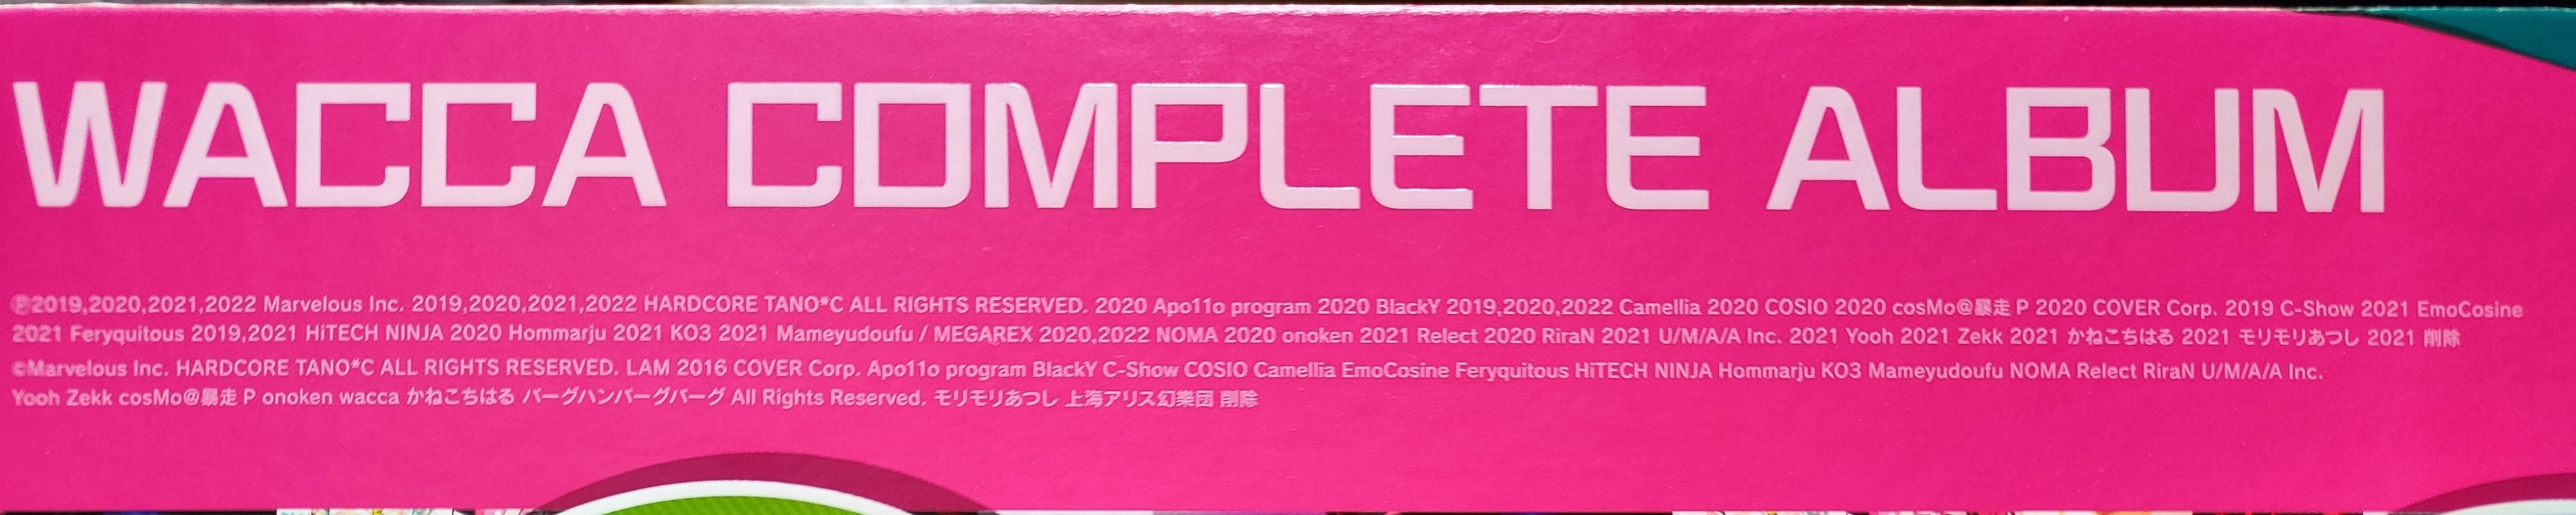 WACCA COMPLETE ALBUM
℗2019,2020,2021,2022 Marvelous Inc. 2019,2020,2021,2022 HARDCORE TANO*C ALL RIGHTS RESERVED. 2020 Apo11o program 2020 BlackY 2019,2020,2022 Camellia 2020 COSIO 2020 cosMo@暴走P 2020 COVER Corp. 2019 C-Show 2021 EmoCosine
2021 Feryquitous 2019,2021 HiTECH NINJA 2020 Hommarju 2021 KO3 2021 Mameyudoufu / MEGAREX 2020,2022 NOMA 2020 onoken 2021 Relect 2020 RiraN 2021 U/M/A/A Inc. 2021 Yooh 2021 Zekk 2021 かねこちはる 2021 モリモリあつし 2021 削除
©Marvelous Inc. HARDCORE TANO*C ALL RIGHTS RESERVED. LAM 2016 COVER Corp. Apo11o program BlackY C-Show COSIO Camellia EmoCosine Feryquitous HiTECH NINJA Hommarju KO3 Mameyudoufu NOMA Relect RiraN U/M/A/A Inc.
Yooh Zekk cosMo@暴走P onoken wacca かねこちはる バーグハンバーグバーグ All Rights Reserved. モリモリあつし 上海アリス幻樂団 削除